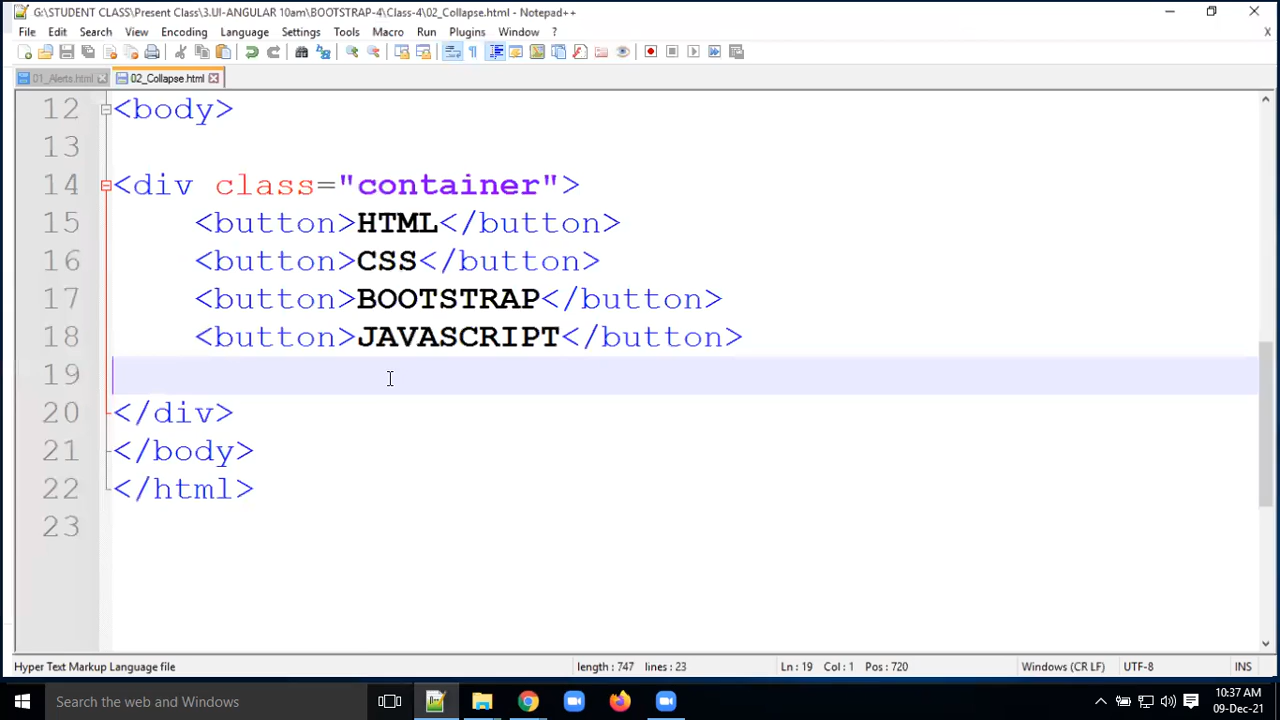 G:\STUDENT CLASS\Present Class\3.UI-ANGULAR 10am\BOOTSTRAP-4\Class-4\02_Collapse.html - Notepad++
File Edit Search View Encoding Language Settings Tools Macro Run Plugins Window ? X
01_Alerts.html 02_Collapse.html
12 <body>
13
14 <div class="container">
15 <button>HTML</button>
16 <button>CSS</button>
17 <button>BOOTSTRAP</button>
18 <button>JAVASCRIPT</button>
19
20 </div>
21 </body>
22 </html>
23
Hyper Text Markup Language file length : 747 lines : 23 Ln : 19 Col : 1 Pos : 720 Windows (CR LF) UTF-8 INS
Search the web and Windows 10:37 AM
09-Dec-21